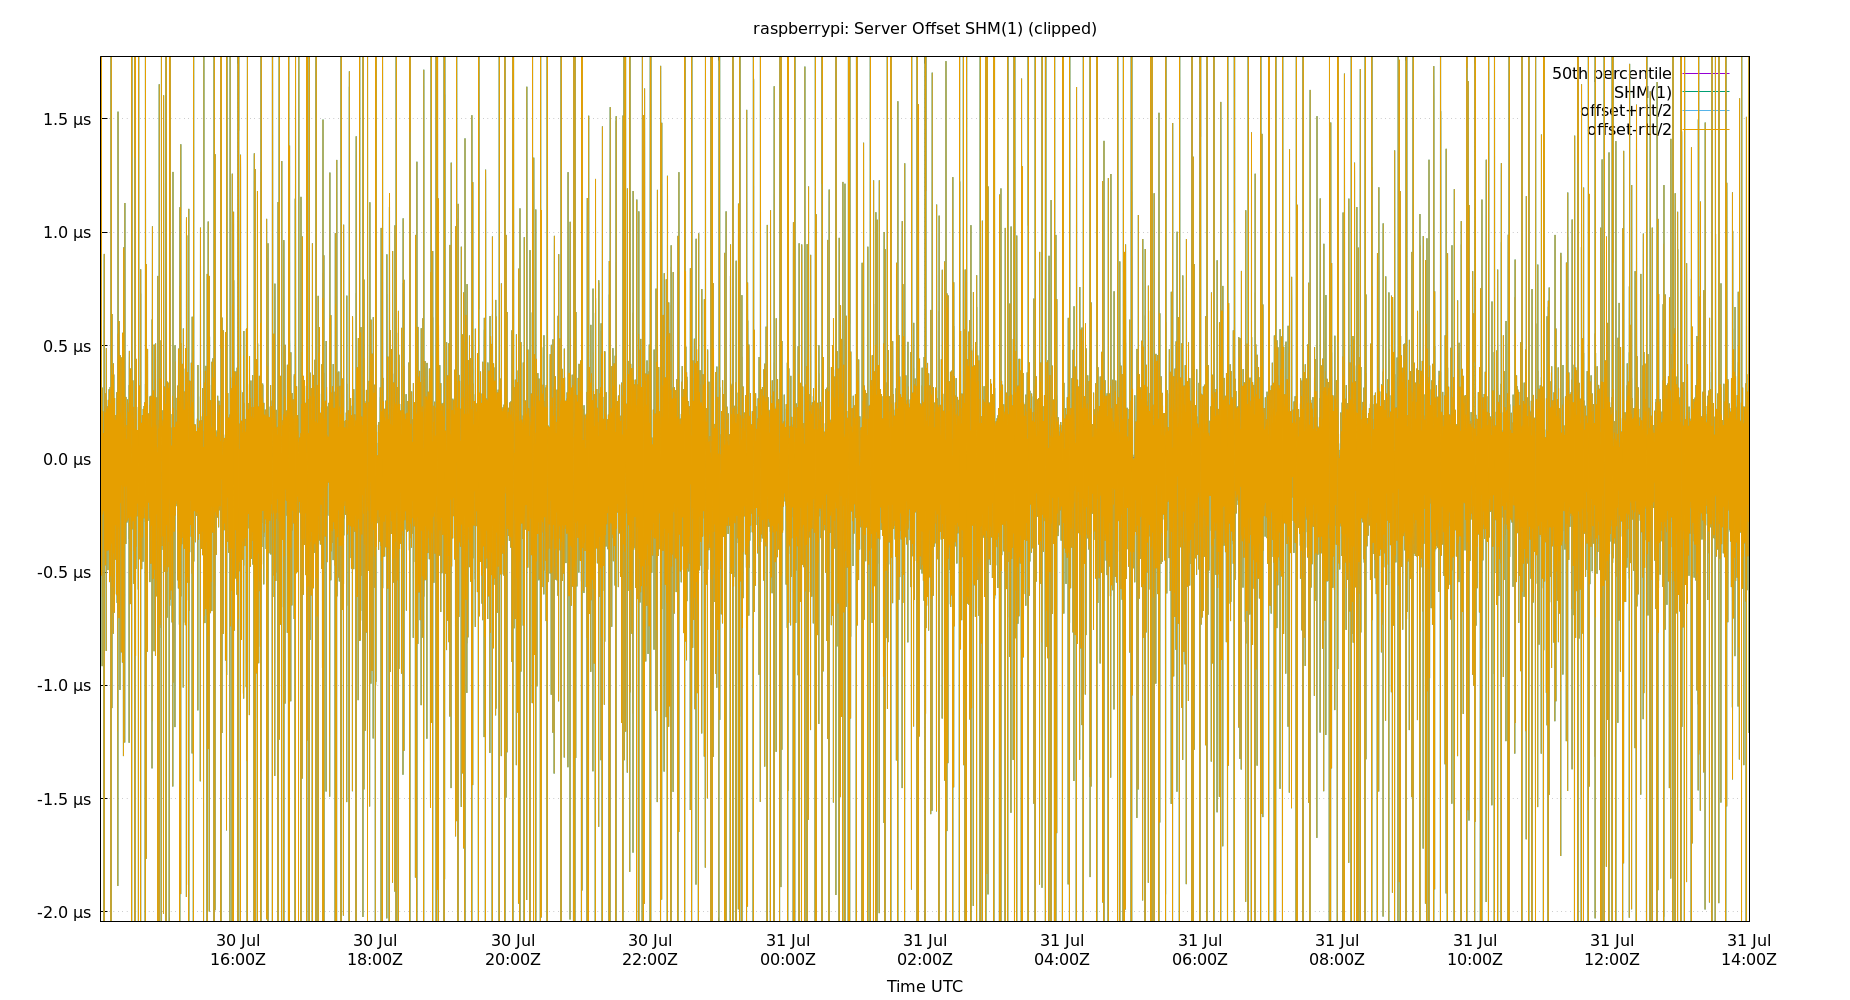 raspberrypi: Server Offset SHM(1) (clipped)
50th percentile
SHM(1)
offset+rtt/2
offset-rtt/2
1.5 µs
1.0 µs
0.5 µs
0.0 µs
-0.5 µs
-1.0 µs
-1.5 µs
-2.0 µs
30 Jul 30 Jul 30 Jul 30 Jul 31 Jul 31 Jul 31 Jul 31 Jul 31 Jul 31 Jul 31 Jul 31 Jul
16:00Z 18:00Z 20:00Z 22:00Z 00:00Z 02:00Z 04:00Z 06:00Z 08:00Z 10:00Z 12:00Z 14:00Z
Time UTC